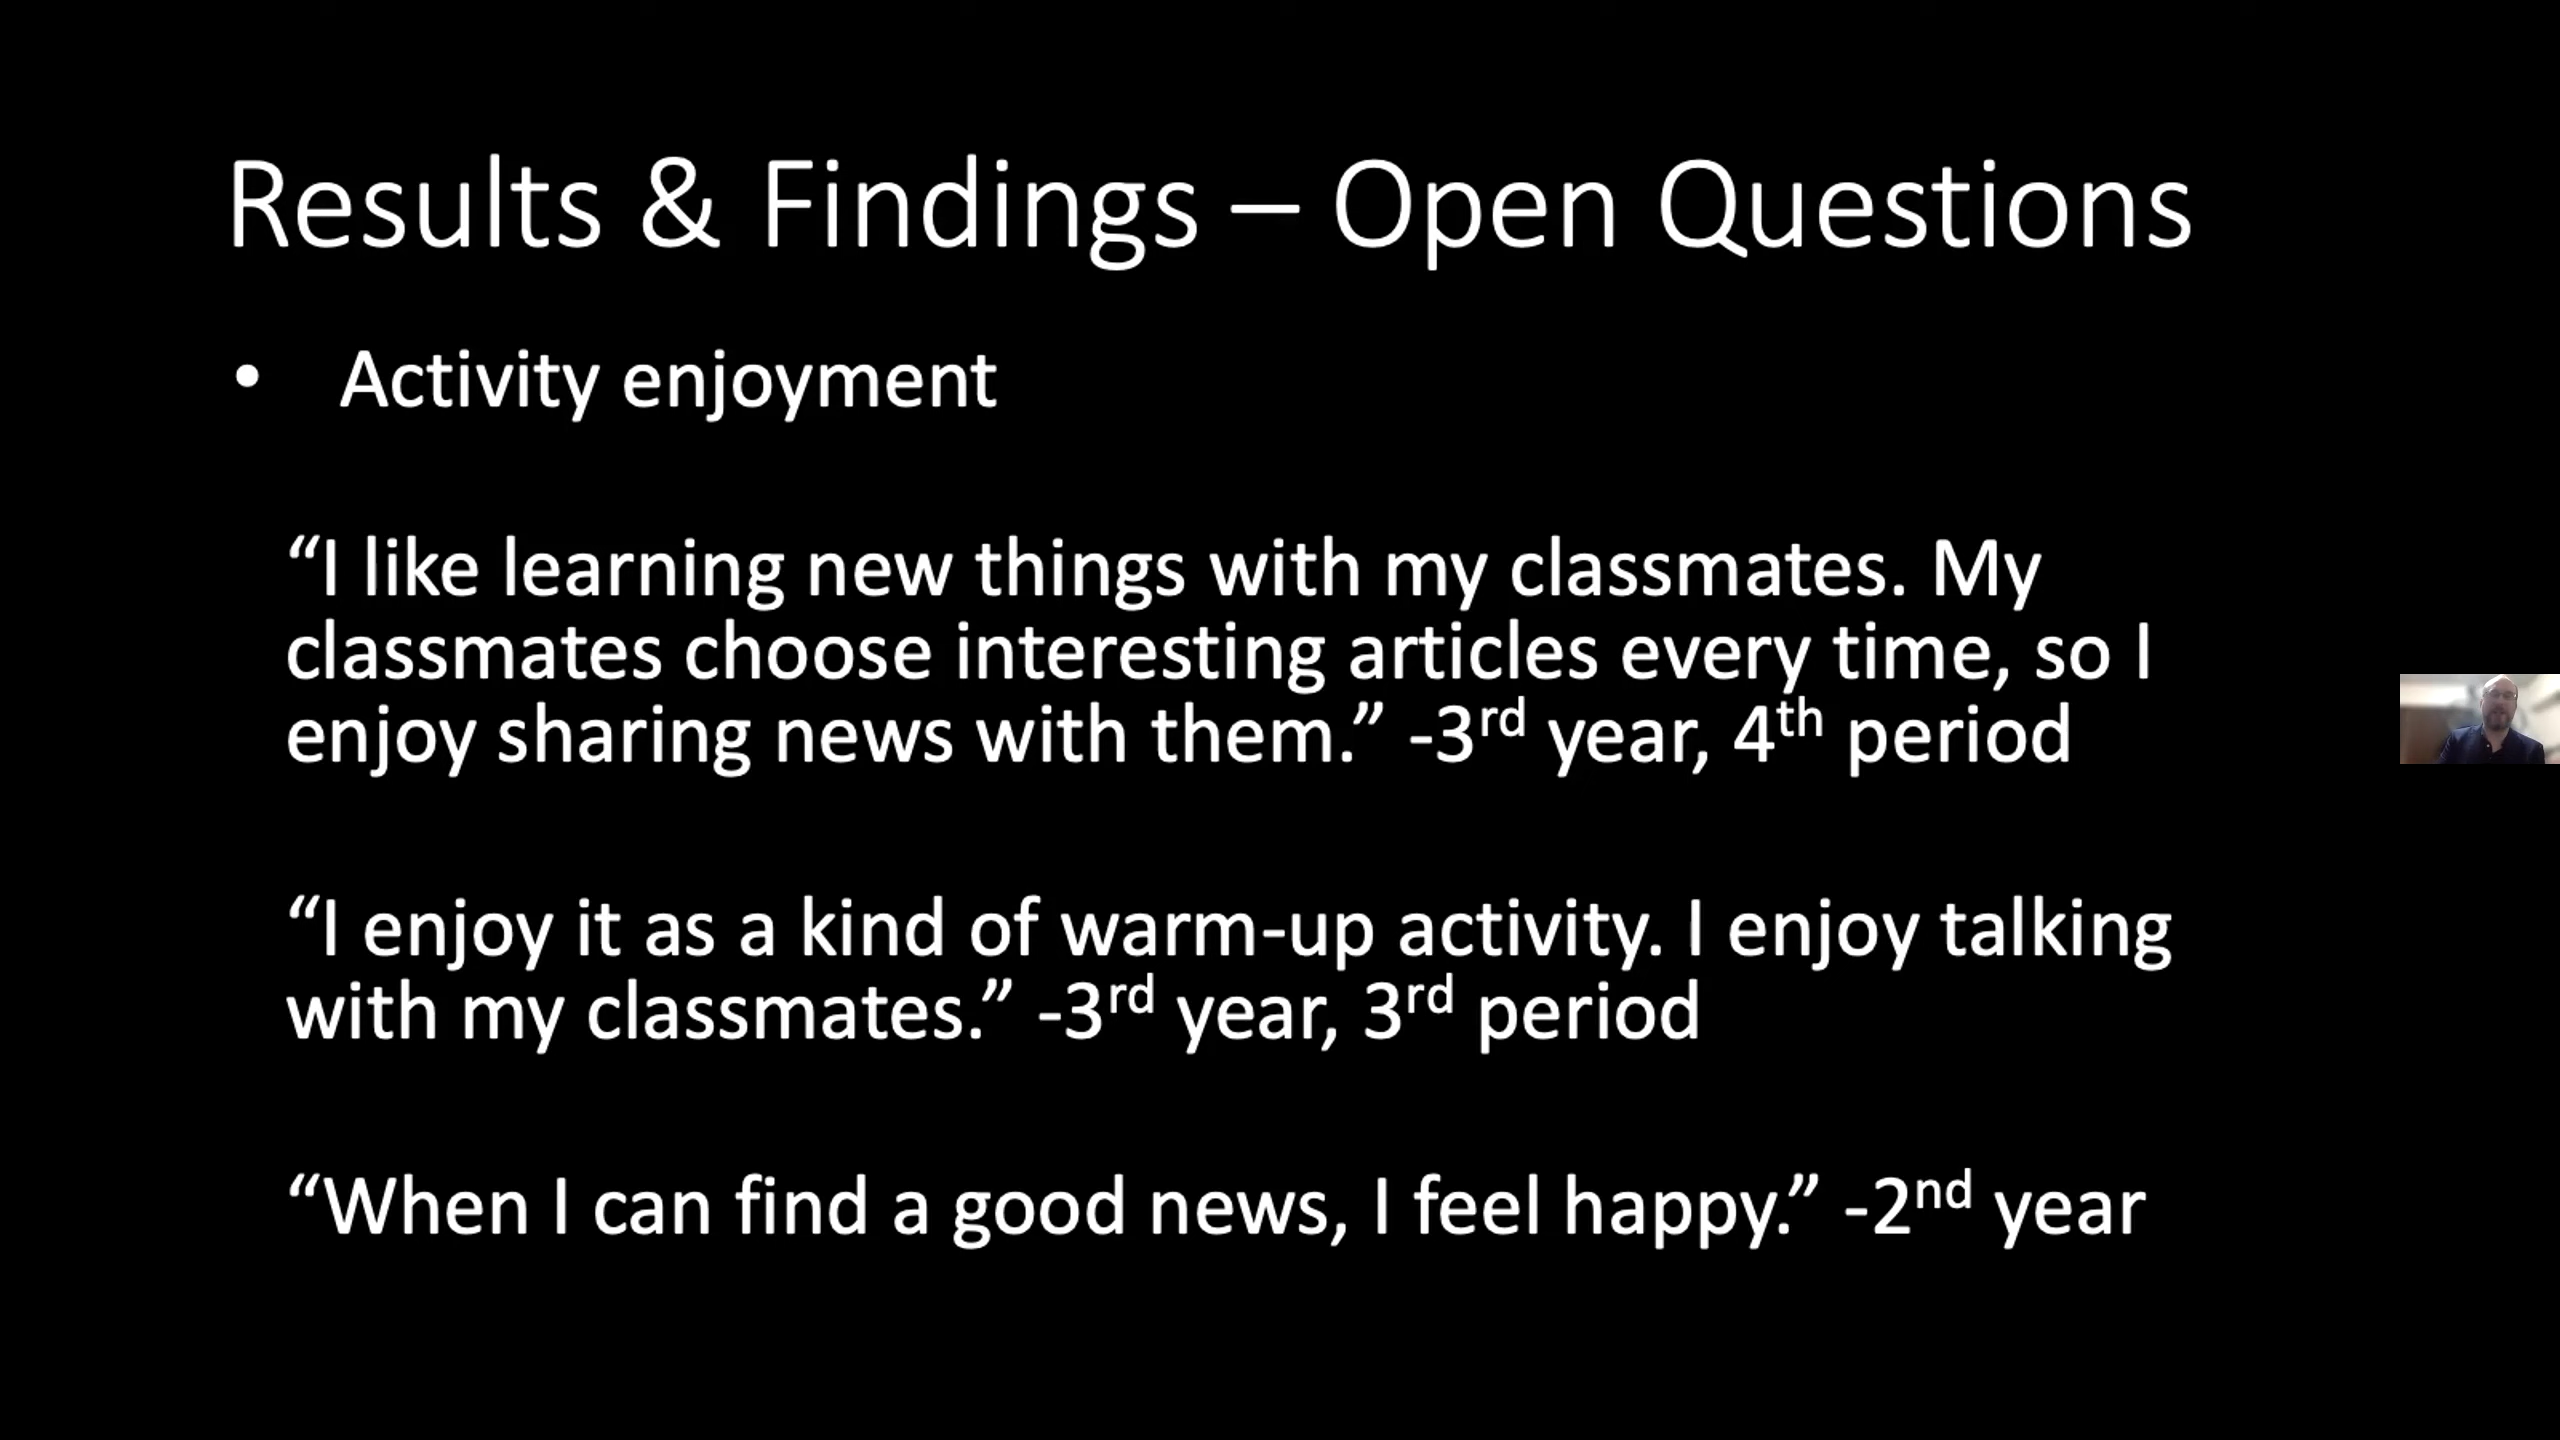 Results & Findings – Open Questions
• Activity enjoyment
“I like learning new things with my classmates. My
classmates choose interesting articles every time, so I
enjoy sharing news with them.” -3rd year, 4th period
“I enjoy it as a kind of warm-up activity. I enjoy talking
with my classmates.” -3rd year, 3rd period
“When I can find a good news, I feel happy.” -2nd year